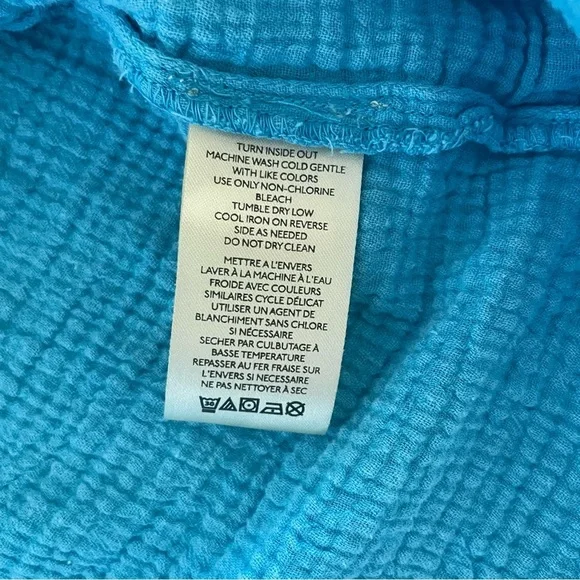 TURN INSIDE OUT
MACHINE WASH COLD GENTLE
WITH LIKE COLORS
USE ONLY NON-CHLORINE
BLEACH
TUMBLE DRY LOW
COOL IRON ON REVERSE
SIDE AS NEEDED
DO NOT DRY CLEAN
METTRE A L'ENVERS
LAVER À LA MACHINE À L'EAU
FROIDE AVEC COULEURS
SIMILAIRES CYCLE DÉLICAT
UTILISER UN AGENT DE
BLANCHIMENT SANS CHLORE
SI NÉCESSAIRE
SECHER PAR CULBUTAGE À
BASSE TEMPERATURE
REPASSER AU FER FRAISE SUR
L'ENVERS SI NECESSAIRE
NE PAS NETTOYER À SEC